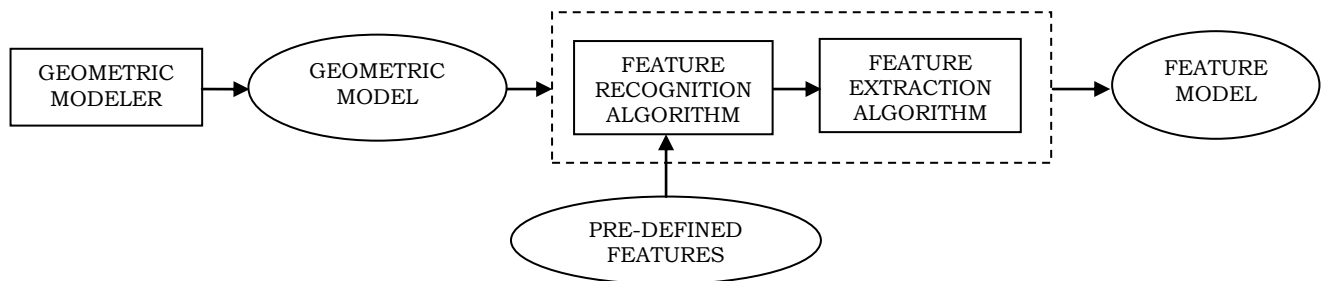 GEOMETRIC
MODELER
GEOMETRIC
MODEL
FEATURE
RECOGNITION
ALGORITHM
FEATURE
EXTRACTION
ALGORITHM
FEATURE
MODEL
PRE-DEFINED
FEATURES